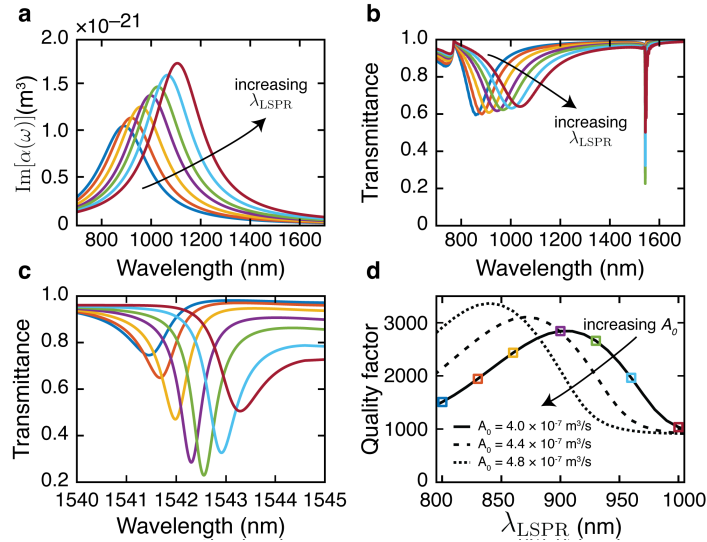 a
×10−21
Im[α(ω)](m³)
2.0
1.5
1.0
0.5
0
increasing
λLSPR
800 1000 1200 1400 1600
Wavelength (nm)
b
Transmittance
1.0
0.8
0.6
0.4
0.2
0
increasing
λLSPR
800 1000 1200 1400 1600
Wavelength (nm)
c
Transmittance
1.0
0.8
0.6
0.4
0.2
1540 1541 1542 1543 1544 1545
Wavelength (nm)
d
Quality factor
3000
2000
1000
0
increasing A₀
A₀ = 4.0 × 10⁻⁷ m³/s
A₀ = 4.4 × 10⁻⁷ m³/s
A₀ = 4.8 × 10⁻⁷ m³/s
800 850 900 950 1000
λLSPR (nm)